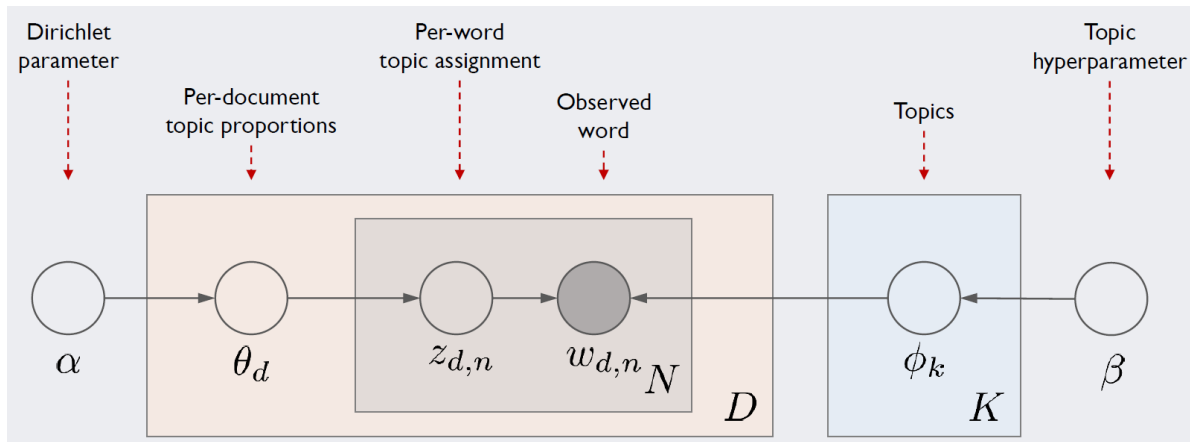 Dirichlet
parameter
Per-document
topic proportions
Per-word
topic assignment
Observed
word
Topics
Topic
hyperparameter
α
θ_d
z_{d,n}
w_{d,n}
N
D
ϕ_k
K
β